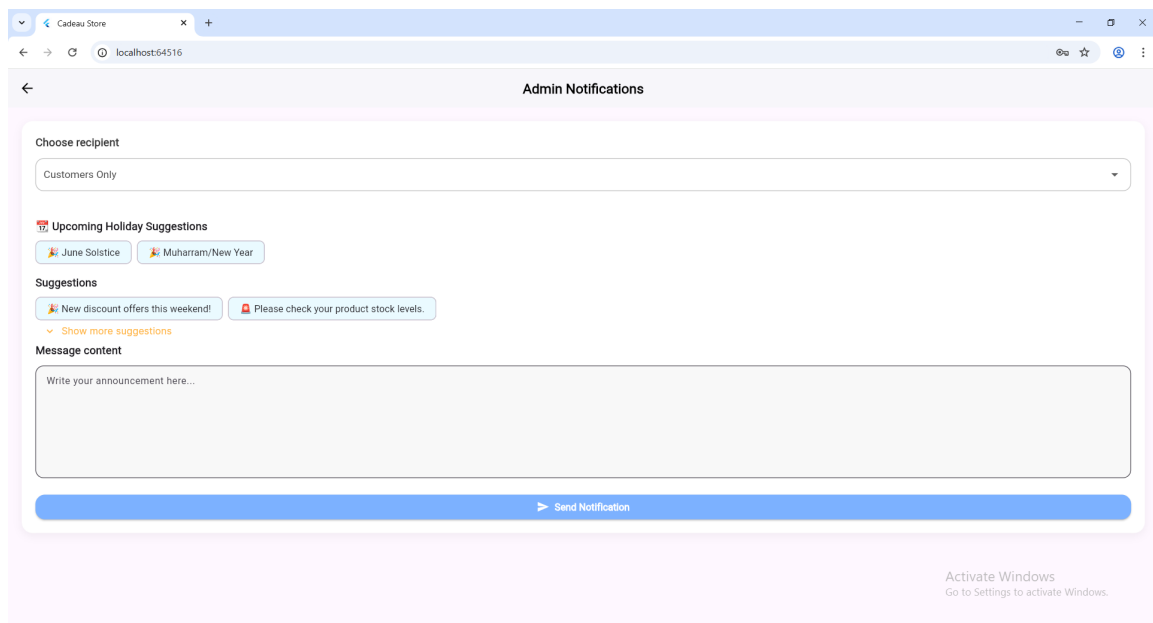 Cadeau Store
localhost:64516
Admin Notifications
Choose recipient
Customers Only
📆 Upcoming Holiday Suggestions
🎉 June Solstice 🎉 Muharram/New Year
Suggestions
🎉 New discount offers this weekend! 🚨 Please check your product stock levels.
Show more suggestions
Message content
Write your announcement here...
Send Notification
Activate Windows
Go to Settings to activate Windows.